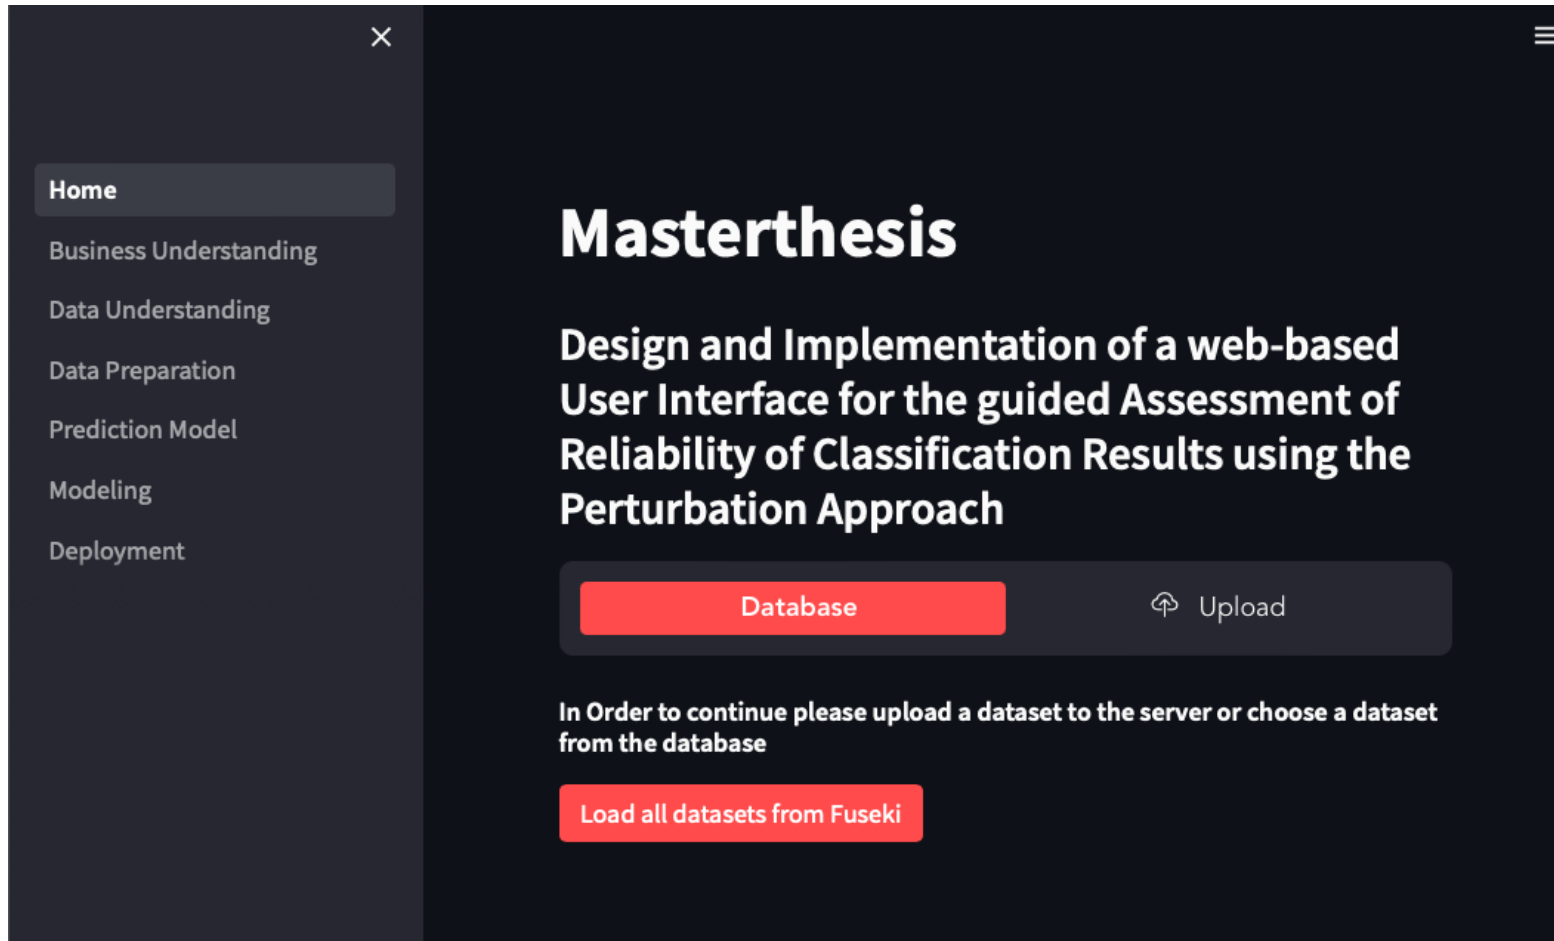 Home
Business Understanding
Data Understanding
Data Preparation
Prediction Model
Modeling
Deployment
Masterthesis
Design and Implementation of a web-based
User Interface for the guided Assessment of
Reliability of Classification Results using the
Perturbation Approach
Database
Upload
In Order to continue please upload a dataset to the server or choose a dataset
from the database
Load all datasets from Fuseki